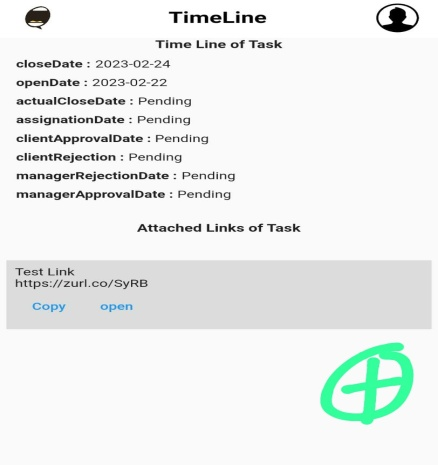 TimeLine
Time Line of Task
closeDate : 2023-02-24
openDate : 2023-02-22
actualCloseDate : Pending
assignationDate : Pending
clientApprovalDate : Pending
clientRejection : Pending
managerRejectionDate : Pending
managerApprovalDate : Pending
Attached Links of Task
Test Link
https://zurl.co/SyRB
Copy open